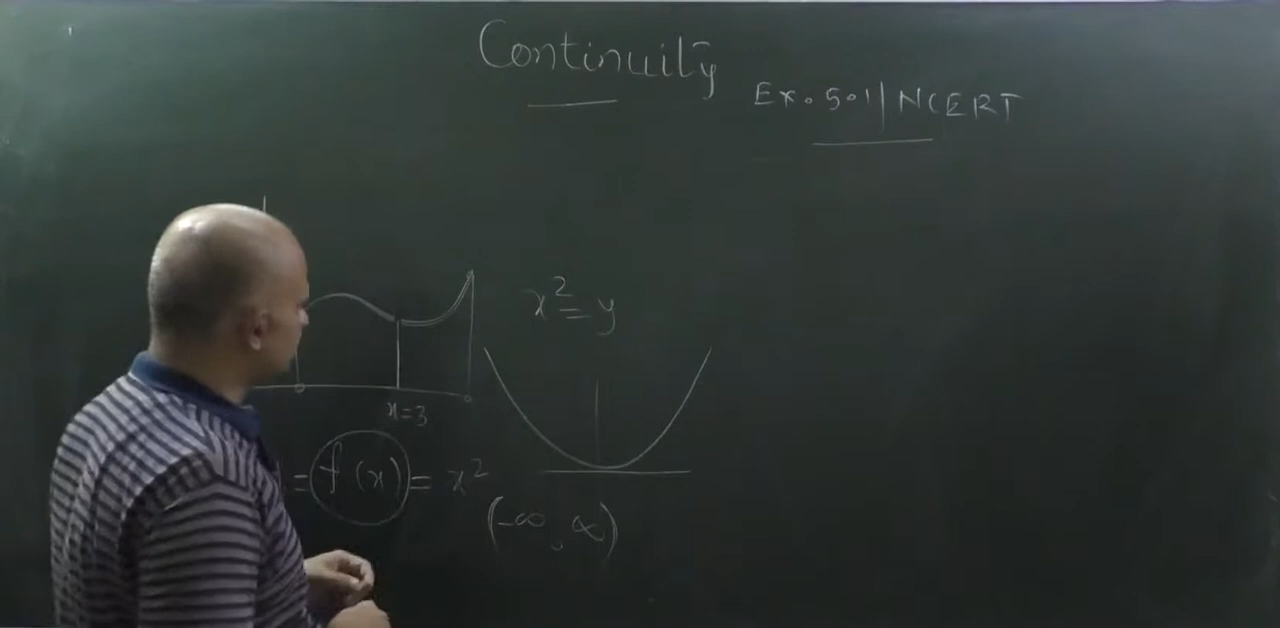 Continuity
Ex. 5.1 | NCERT
x² = y
x=3
= f(x) = x²
(-∞, ∝)